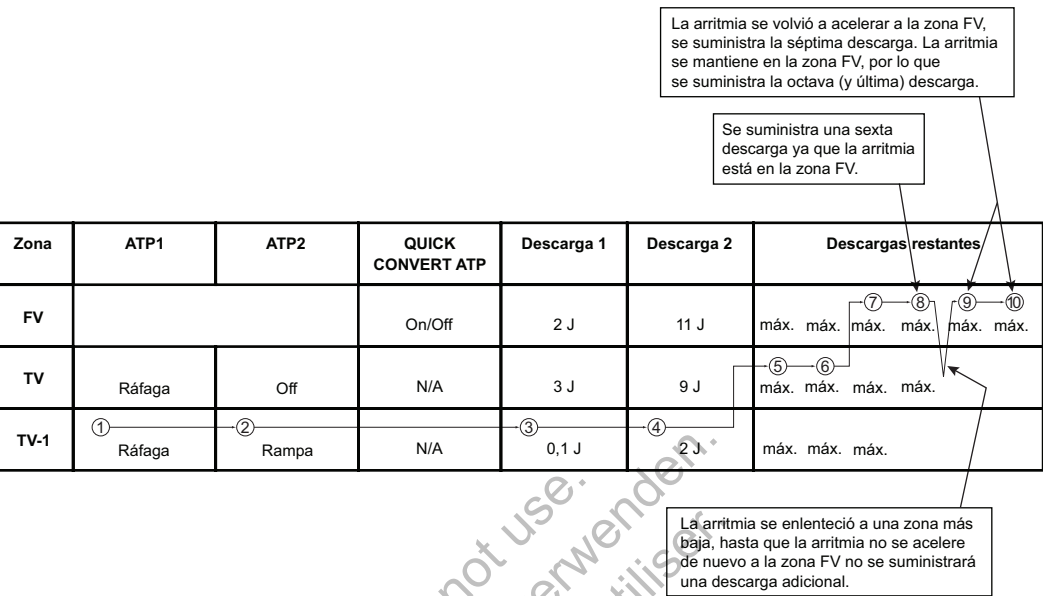 La arritmia se volvió a acelerar a la zona FV,
se suministra la séptima descarga. La arritmia
se mantiene en la zona FV, por lo que
se suministra la octava (y última) descarga.
Se suministra una sexta
descarga ya que la arritmia
está en la zona FV.
Zona ATP1 ATP2 QUICK CONVERT ATP Descarga 1 Descarga 2 Descargas restantes
7 8 9 10
FV On/Off 2 J 11 J máx. máx. máx. máx. máx. máx.
5 6
TV Ráfaga Off N/A 3 J 9 J máx. máx. máx. máx.
1 2 3 4
TV-1 Ráfaga Rampa N/A 0,1 J 2 J máx. máx. máx.
La arritmia se enlenteció a una zona más
baja, hasta que la arritmia no se acelere
de nuevo a la zona FV no se suministrará
una descarga adicional.
not use.
erwenden.
utiliser.